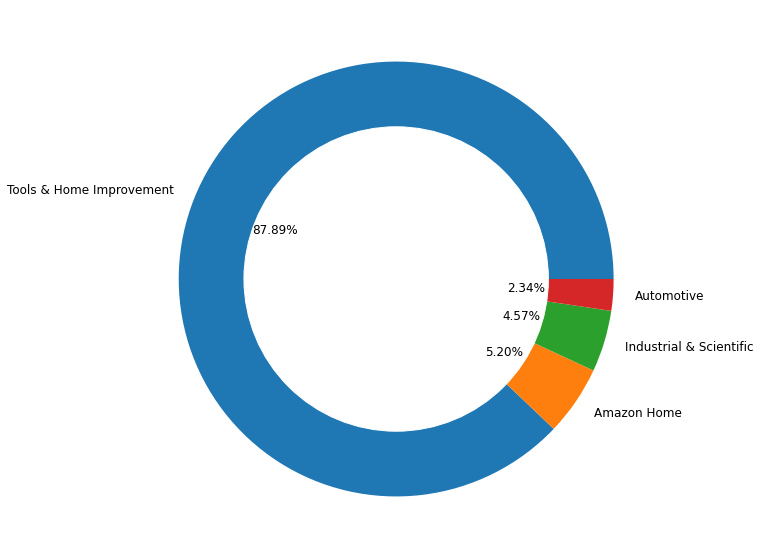 Tools & Home Improvement
87.89%
2.34%
Automotive
4.57%
Industrial & Scientific
5.20%
Amazon Home